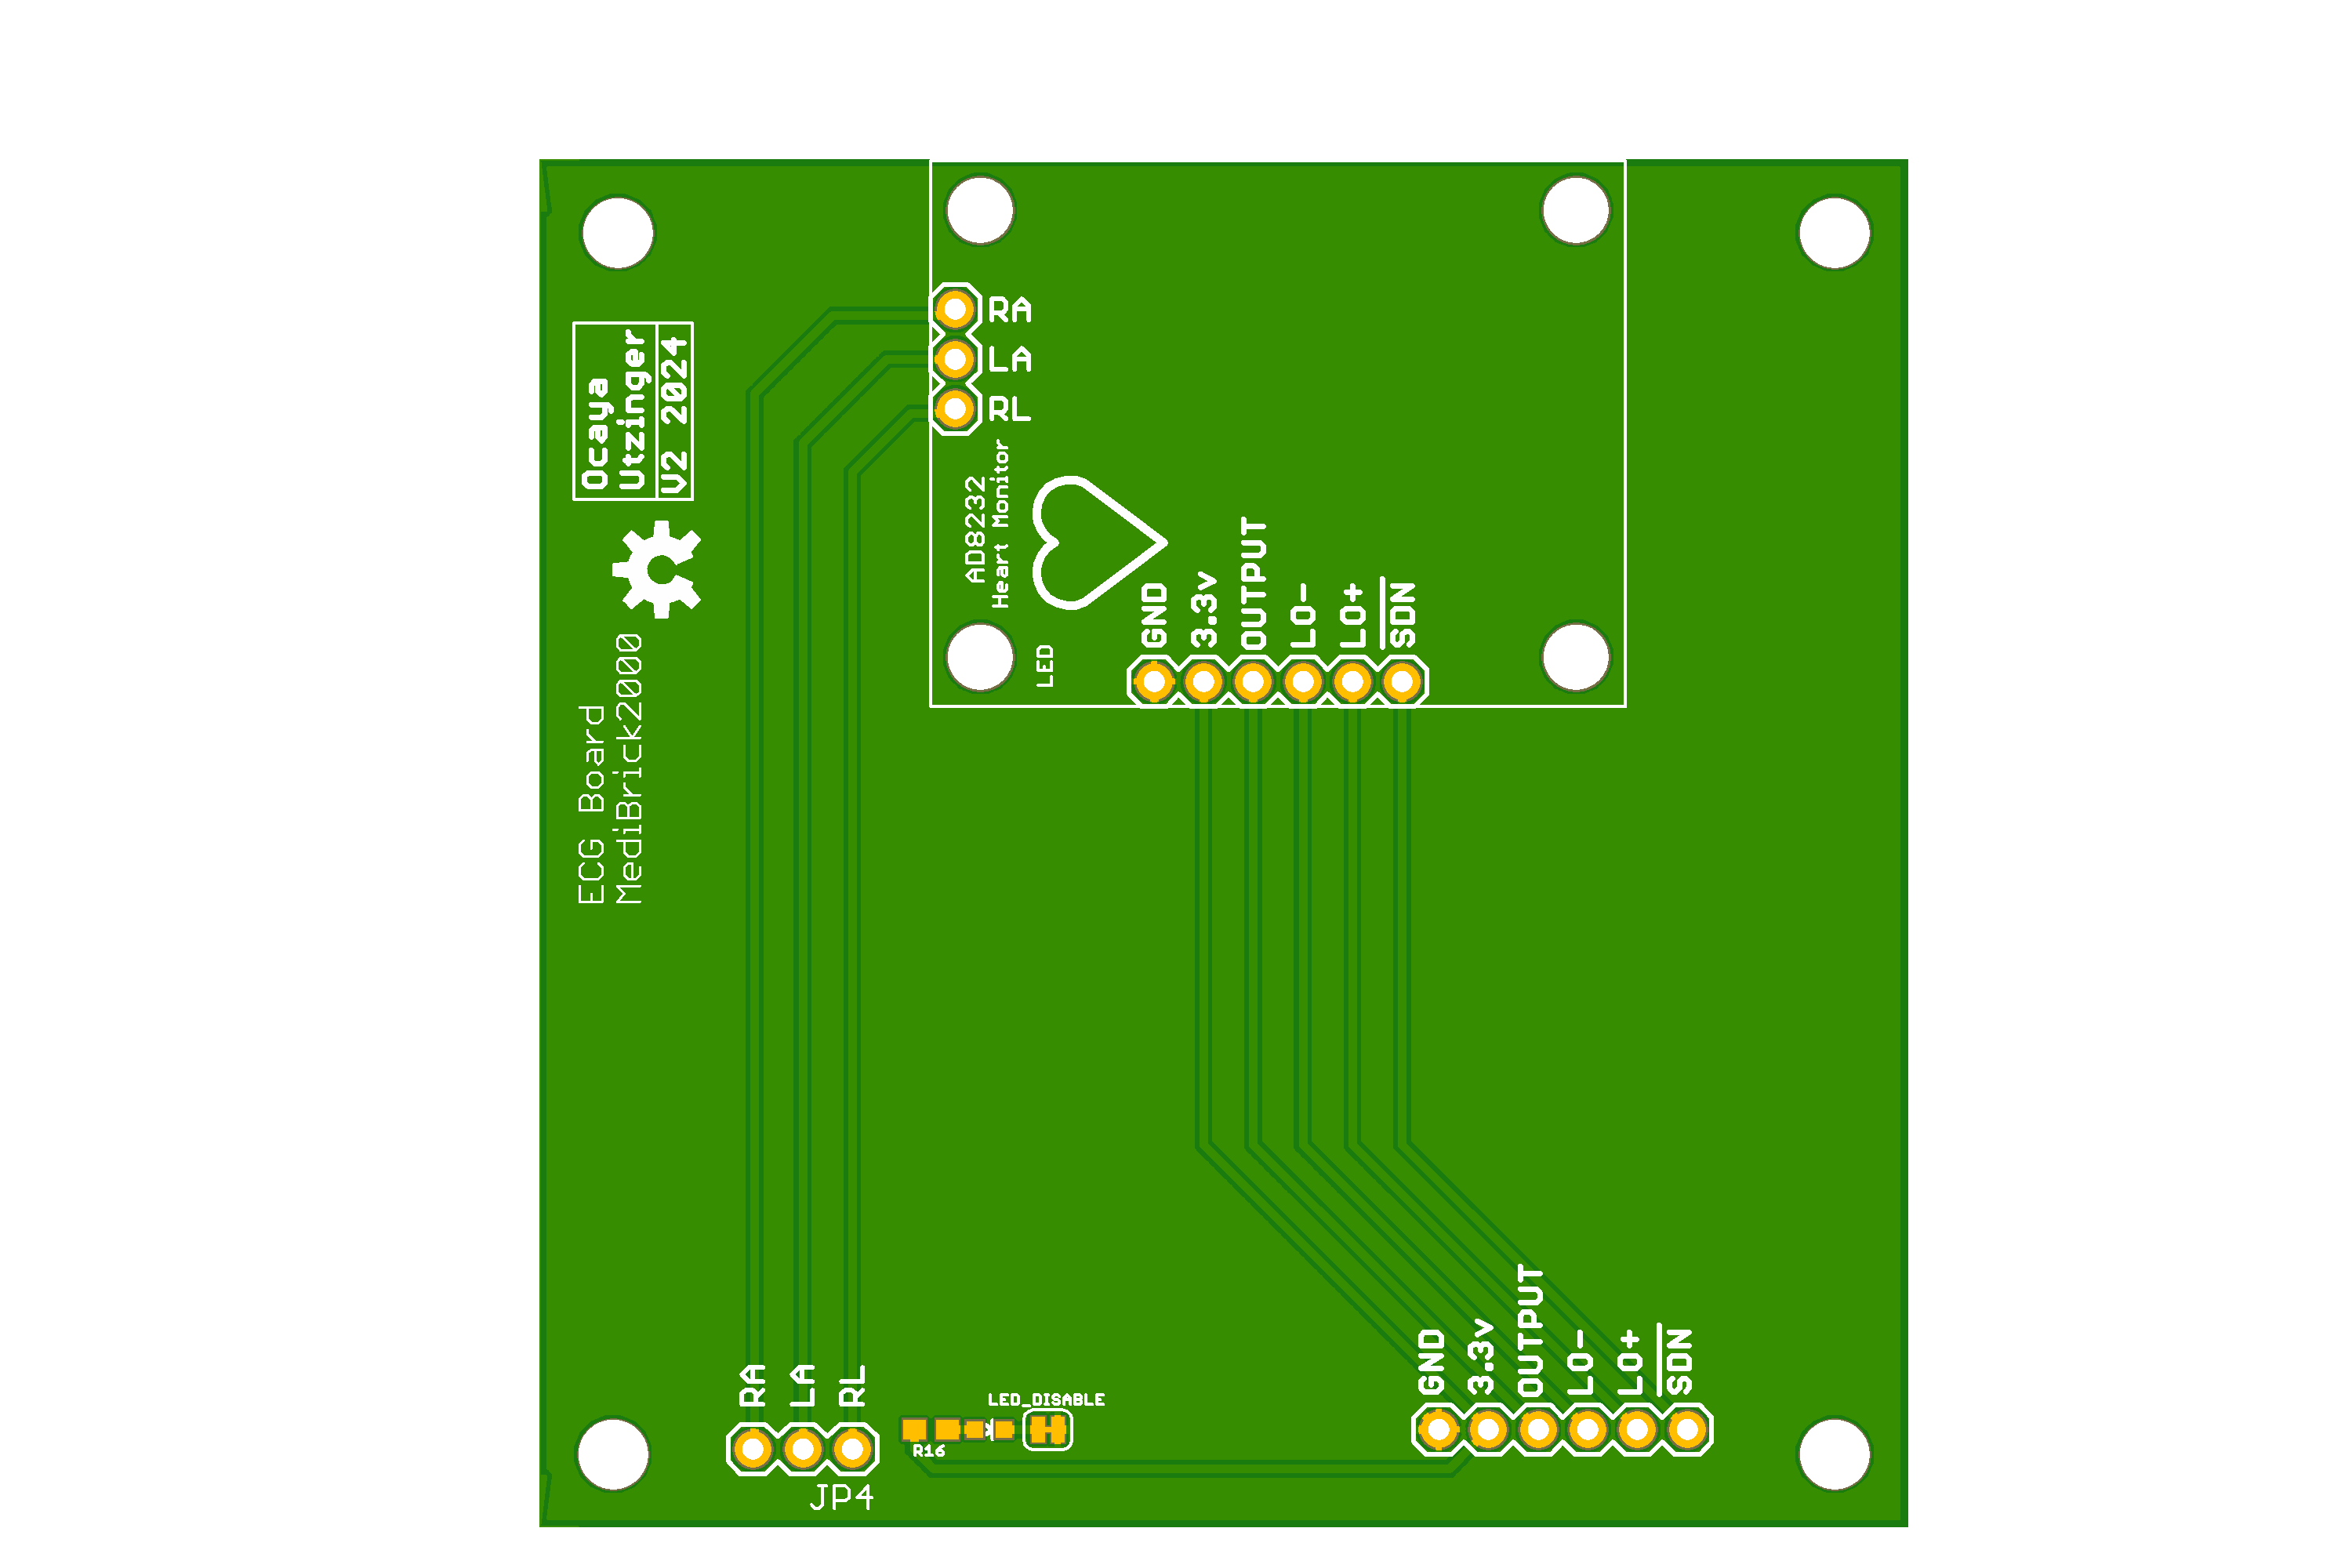 Ocaya
Utzinger
V2 2024
ECG Board
MediBrick2000
RA
LA
RL
AD8232
Heart Monitor
LED
GND
3.3v
OUTPUT
LO-
LO+
SDN
RA
LA
RL
JP4
R16
LED_DISABLE
GND
3.3v
OUTPUT
LO-
LO+
SDN